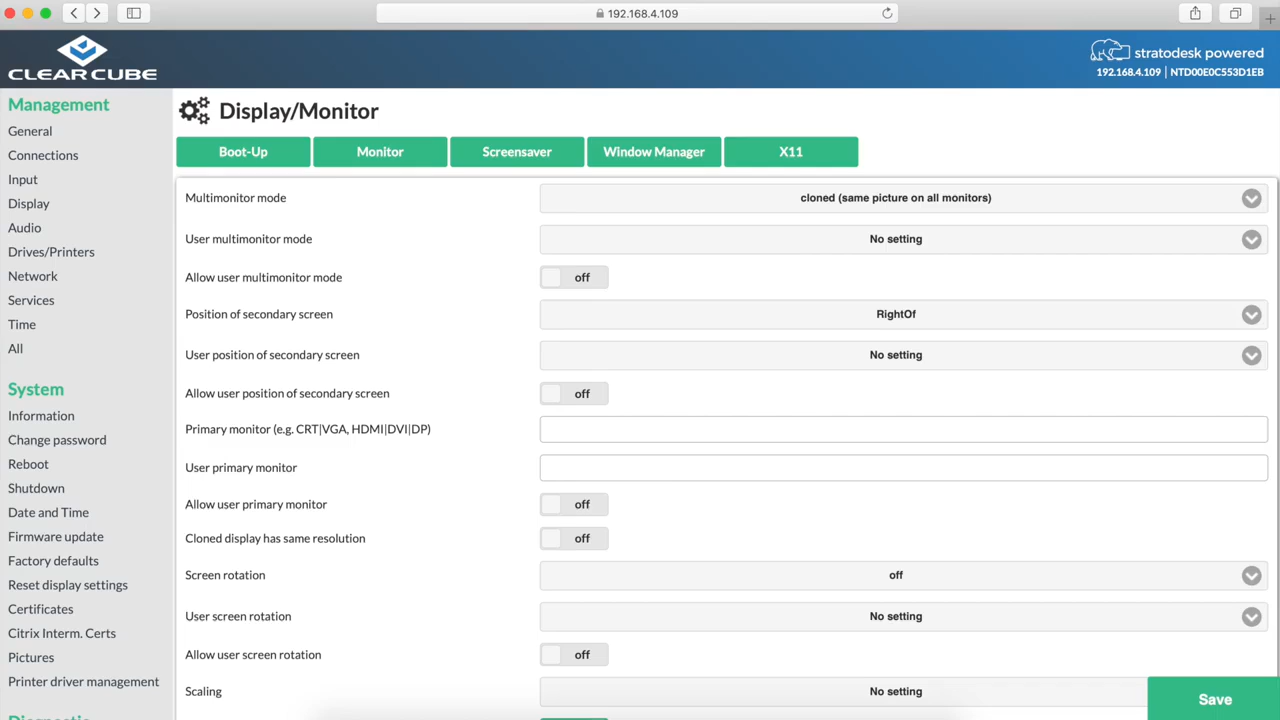 192.168.4.109
CLEARCUBE
stratodesk powered
192.168.4.109 | NTD00E0C553D1EB
Management
General
Connections
Input
Display
Audio
Drives/Printers
Network
Services
Time
All
System
Information
Change password
Reboot
Shutdown
Date and Time
Firmware update
Factory defaults
Reset display settings
Certificates
Citrix Interm. Certs
Pictures
Printer driver management
Display/Monitor
Boot-Up Monitor Screensaver Window Manager X11
Multimonitor mode cloned (same picture on all monitors)
User multimonitor mode No setting
Allow user multimonitor mode off
Position of secondary screen RightOf
User position of secondary screen No setting
Allow user position of secondary screen off
Primary monitor (e.g. CRT|VGA, HDMI|DVI|DP)
User primary monitor
Allow user primary monitor off
Cloned display has same resolution off
Screen rotation off
User screen rotation No setting
Allow user screen rotation off
Scaling No setting
Save